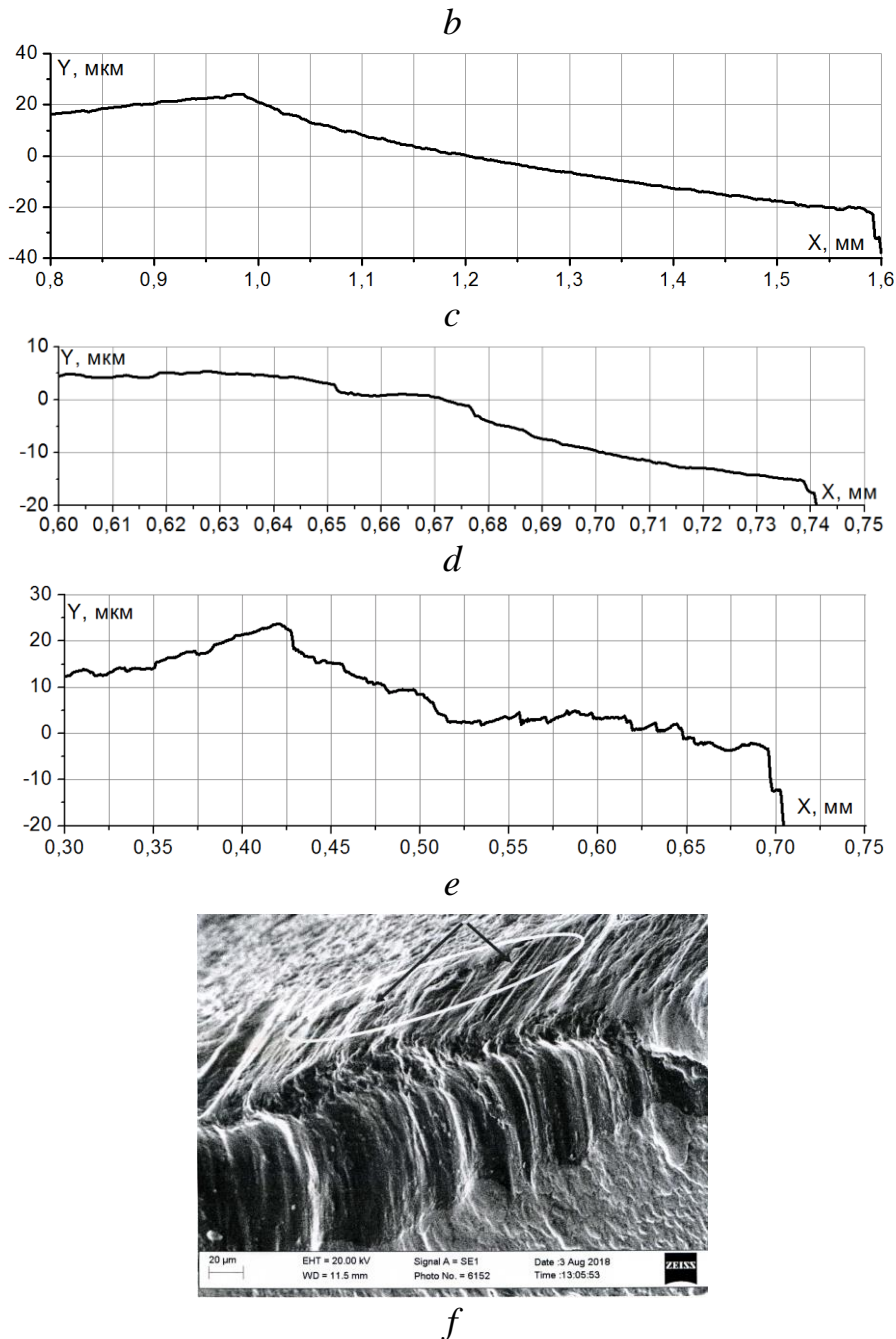 b
40
Y, мкм
20
0
-20
X, мм
-40
0,8 0,9 1,0 1,1 1,2 1,3 1,4 1,5 1,6
c
10
Y, мкм
0
-10
X, мм
-20
0,60 0,61 0,62 0,63 0,64 0,65 0,66 0,67 0,68 0,69 0,70 0,71 0,72 0,73 0,74 0,75
d
30
Y, мкм
20
10
0
-10
X, мм
-20
0,30 0,35 0,40 0,45 0,50 0,55 0,60 0,65 0,70 0,75
e
20 µm EHT = 20.00 kV Signal A = SE1 Date :3 Aug 2018 ZEISS
WD = 11.5 mm Photo No. = 6152 Time :13:05:53
f